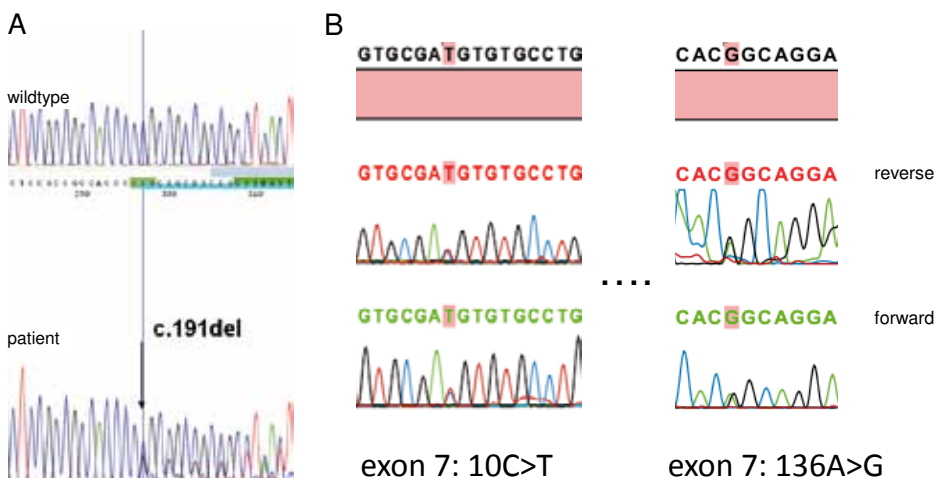 A
B
wildtype
GTGCGATGTGTGCCTG
CACGGCAGGA
GTGCGATGTGTGCCTG
CACGGCAGGA
reverse
....
c.191del
GTGCGATGTGTGCCTG
CACGGCAGGA
forward
patient
exon 7: 10C>T
exon 7: 136A>G